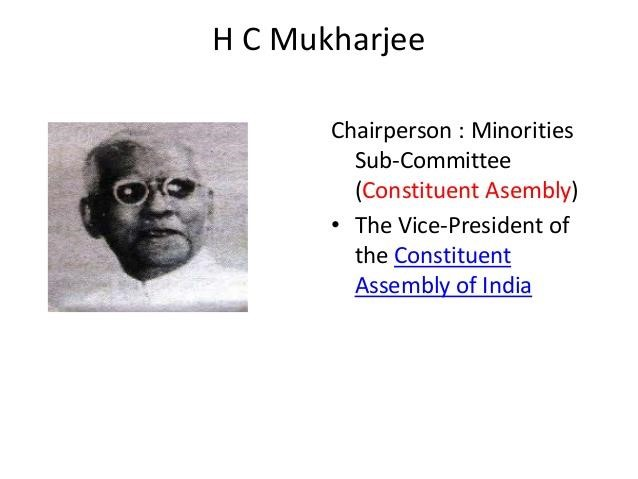 H C Mukharjee
Chairperson : Minorities
Sub-Committee
(Constituent Asembly)
• The Vice-President of
the Constituent
Assembly of India